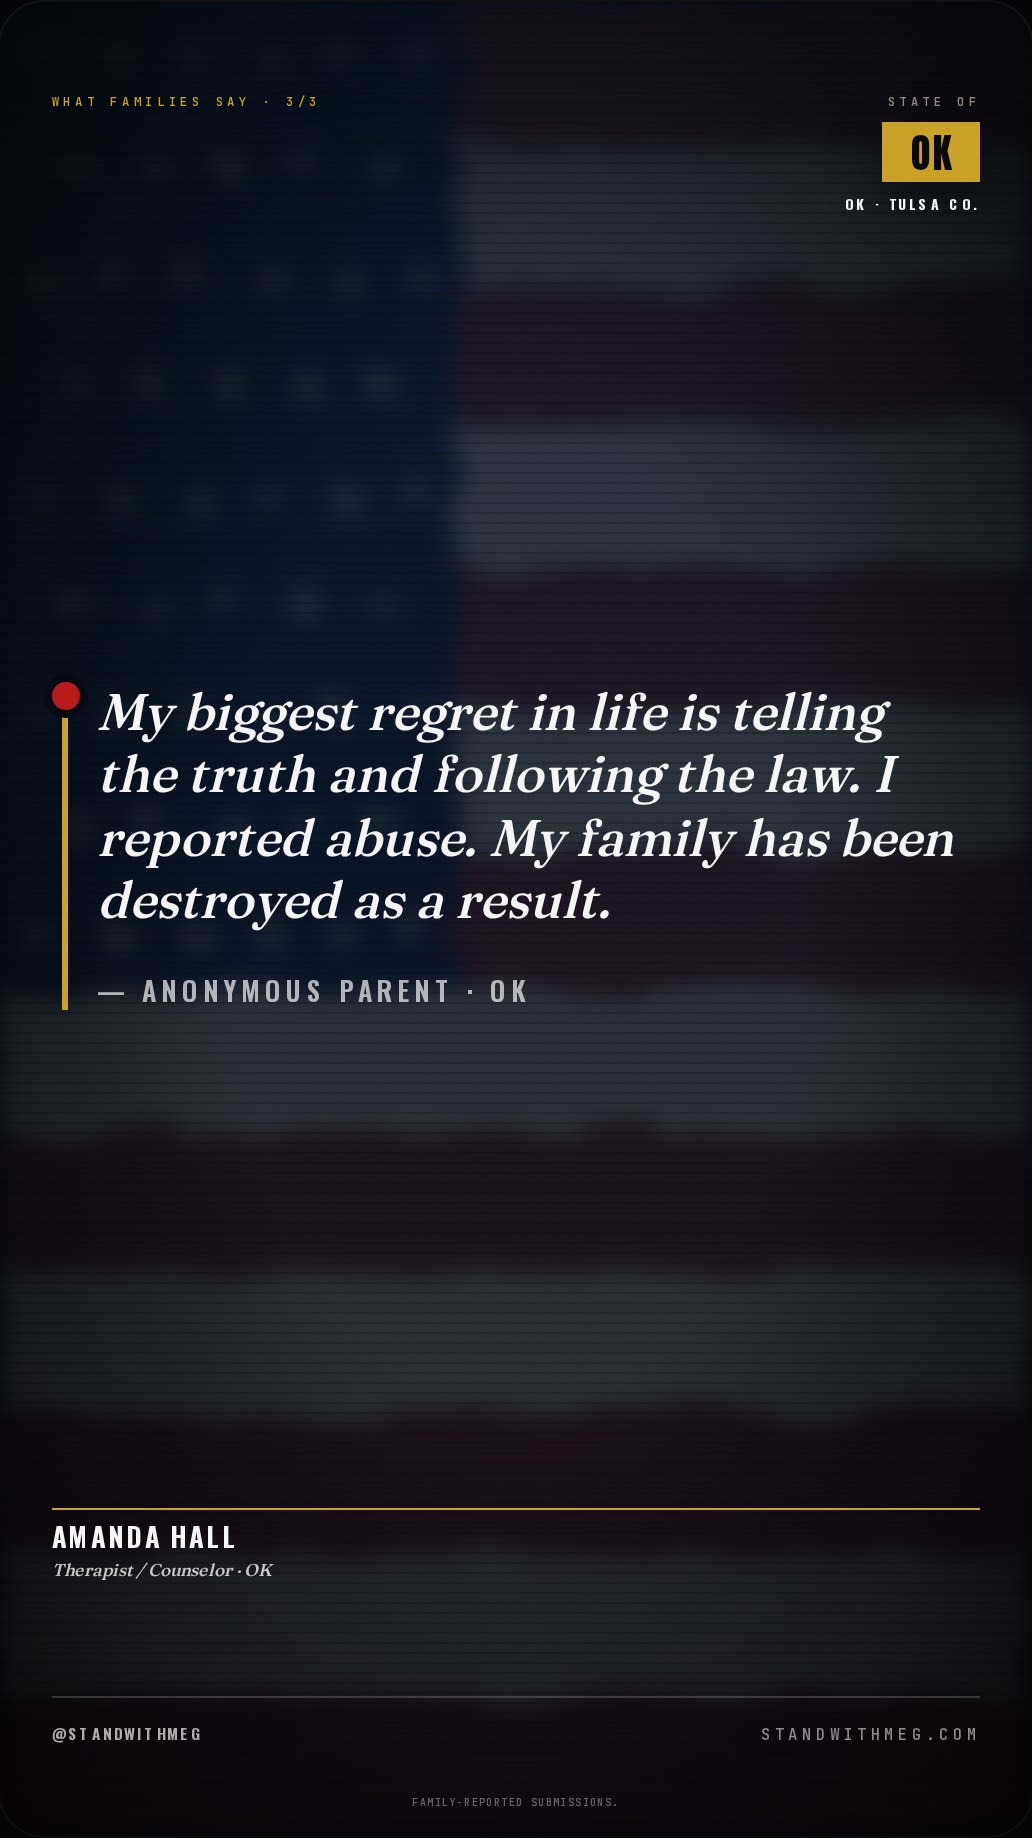 WHAT FAMILIES SAY · 3/3
STATE OF
OK
OK · TULSA CO.
My biggest regret in life is telling
the truth and following the law. I
reported abuse. My family has been
destroyed as a result.
— ANONYMOUS PARENT · OK
AMANDA HALL
Therapist / Counselor · OK
@STANDWITHMEG
STANDWITHMEG.COM
FAMILY-REPORTED SUBMISSIONS.